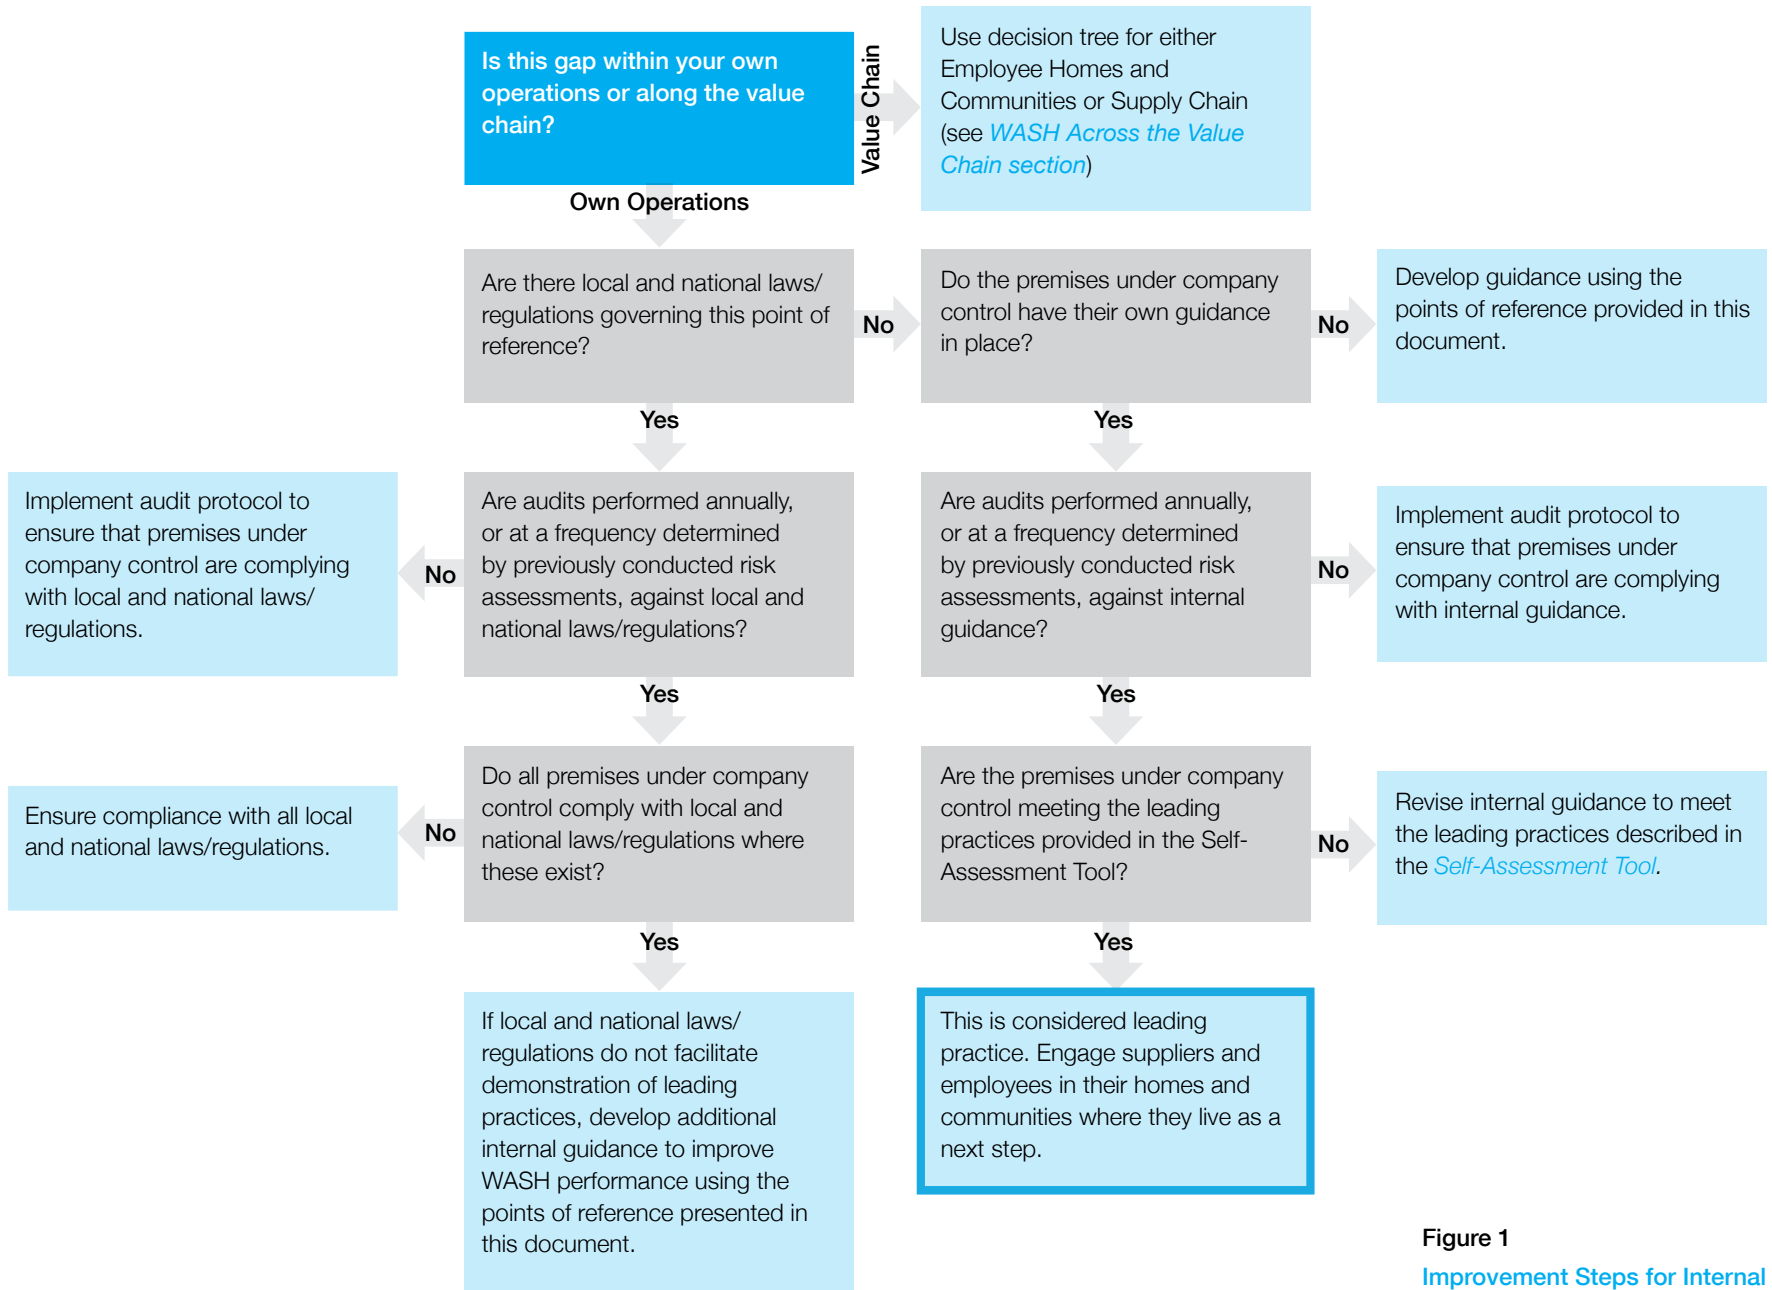 Is this gap within your own
operations or along the value
chain?
Value Chain
Use decision tree for either
Employee Homes and
Communities or Supply Chain
(see WASH Across the Value
Chain section)
Own Operations
Are there local and national laws/
regulations governing this point of
reference?
No
Do the premises under company
control have their own guidance
in place?
No
Develop guidance using the
points of reference provided in this
document.
Yes
Yes
Implement audit protocol to
ensure that premises under
company control are complying
with local and national laws/
regulations.
No
Are audits performed annually,
or at a frequency determined
by previously conducted risk
assessments, against local and
national laws/regulations?
Are audits performed annually,
or at a frequency determined
by previously conducted risk
assessments, against internal
guidance?
No
Implement audit protocol to
ensure that premises under
company control are complying
with internal guidance.
Yes
Yes
Ensure compliance with all local
and national laws/regulations.
No
Do all premises under company
control comply with local and
national laws/regulations where
these exist?
Are the premises under company
control meeting the leading
practices provided in the Self-
Assessment Tool?
No
Revise internal guidance to meet
the leading practices described in
the Self-Assessment Tool.
Yes
Yes
If local and national laws/
regulations do not facilitate
demonstration of leading
practices, develop additional
internal guidance to improve
WASH performance using the
points of reference presented in
this document.
This is considered leading
practice. Engage suppliers and
employees in their homes and
communities where they live as a
next step.
Figure 1
Improvement Steps for Internal